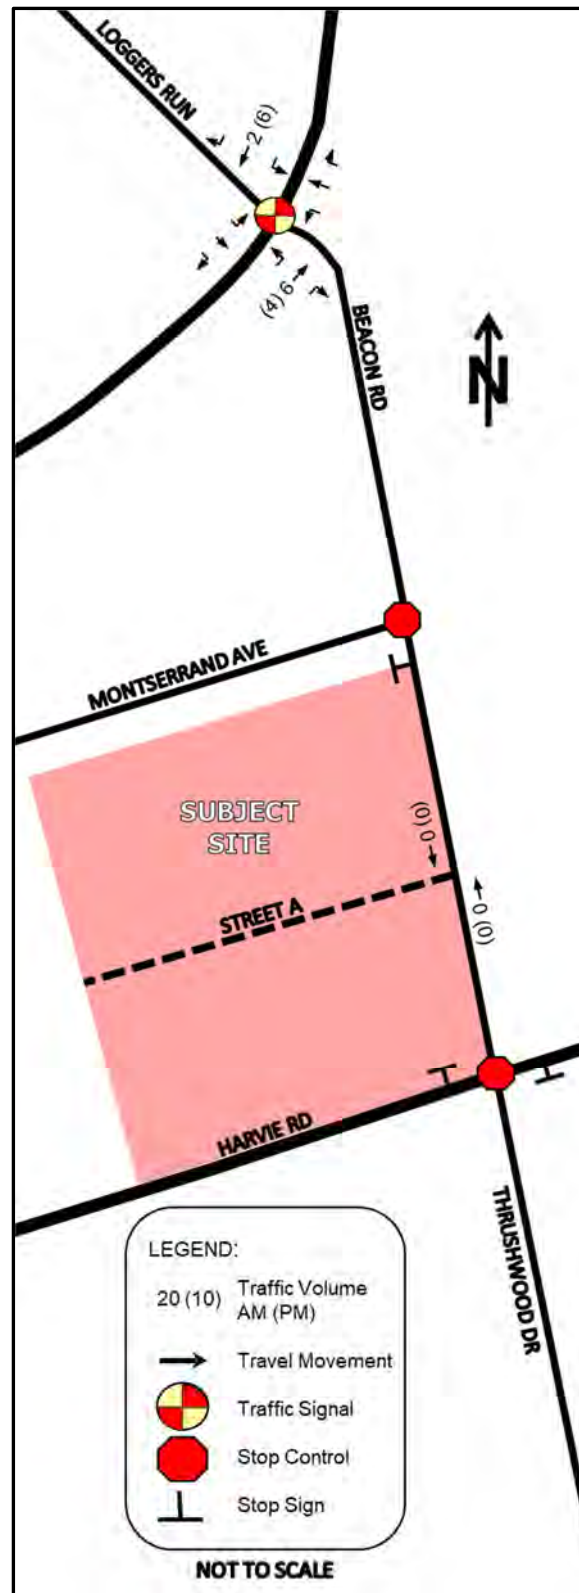 LOGGERS RUN
2 (6)
(4) 6
BEACON RD
N
MONTSERRAND AVE
SUBJECT
SITE
(0) 0
STREET A
0 (0)
HARVIE RD
THRUSHWOOD DR
LEGEND:
20 (10) Traffic Volume
AM (PM)
Travel Movement
Traffic Signal
Stop Control
Stop Sign
NOT TO SCALE